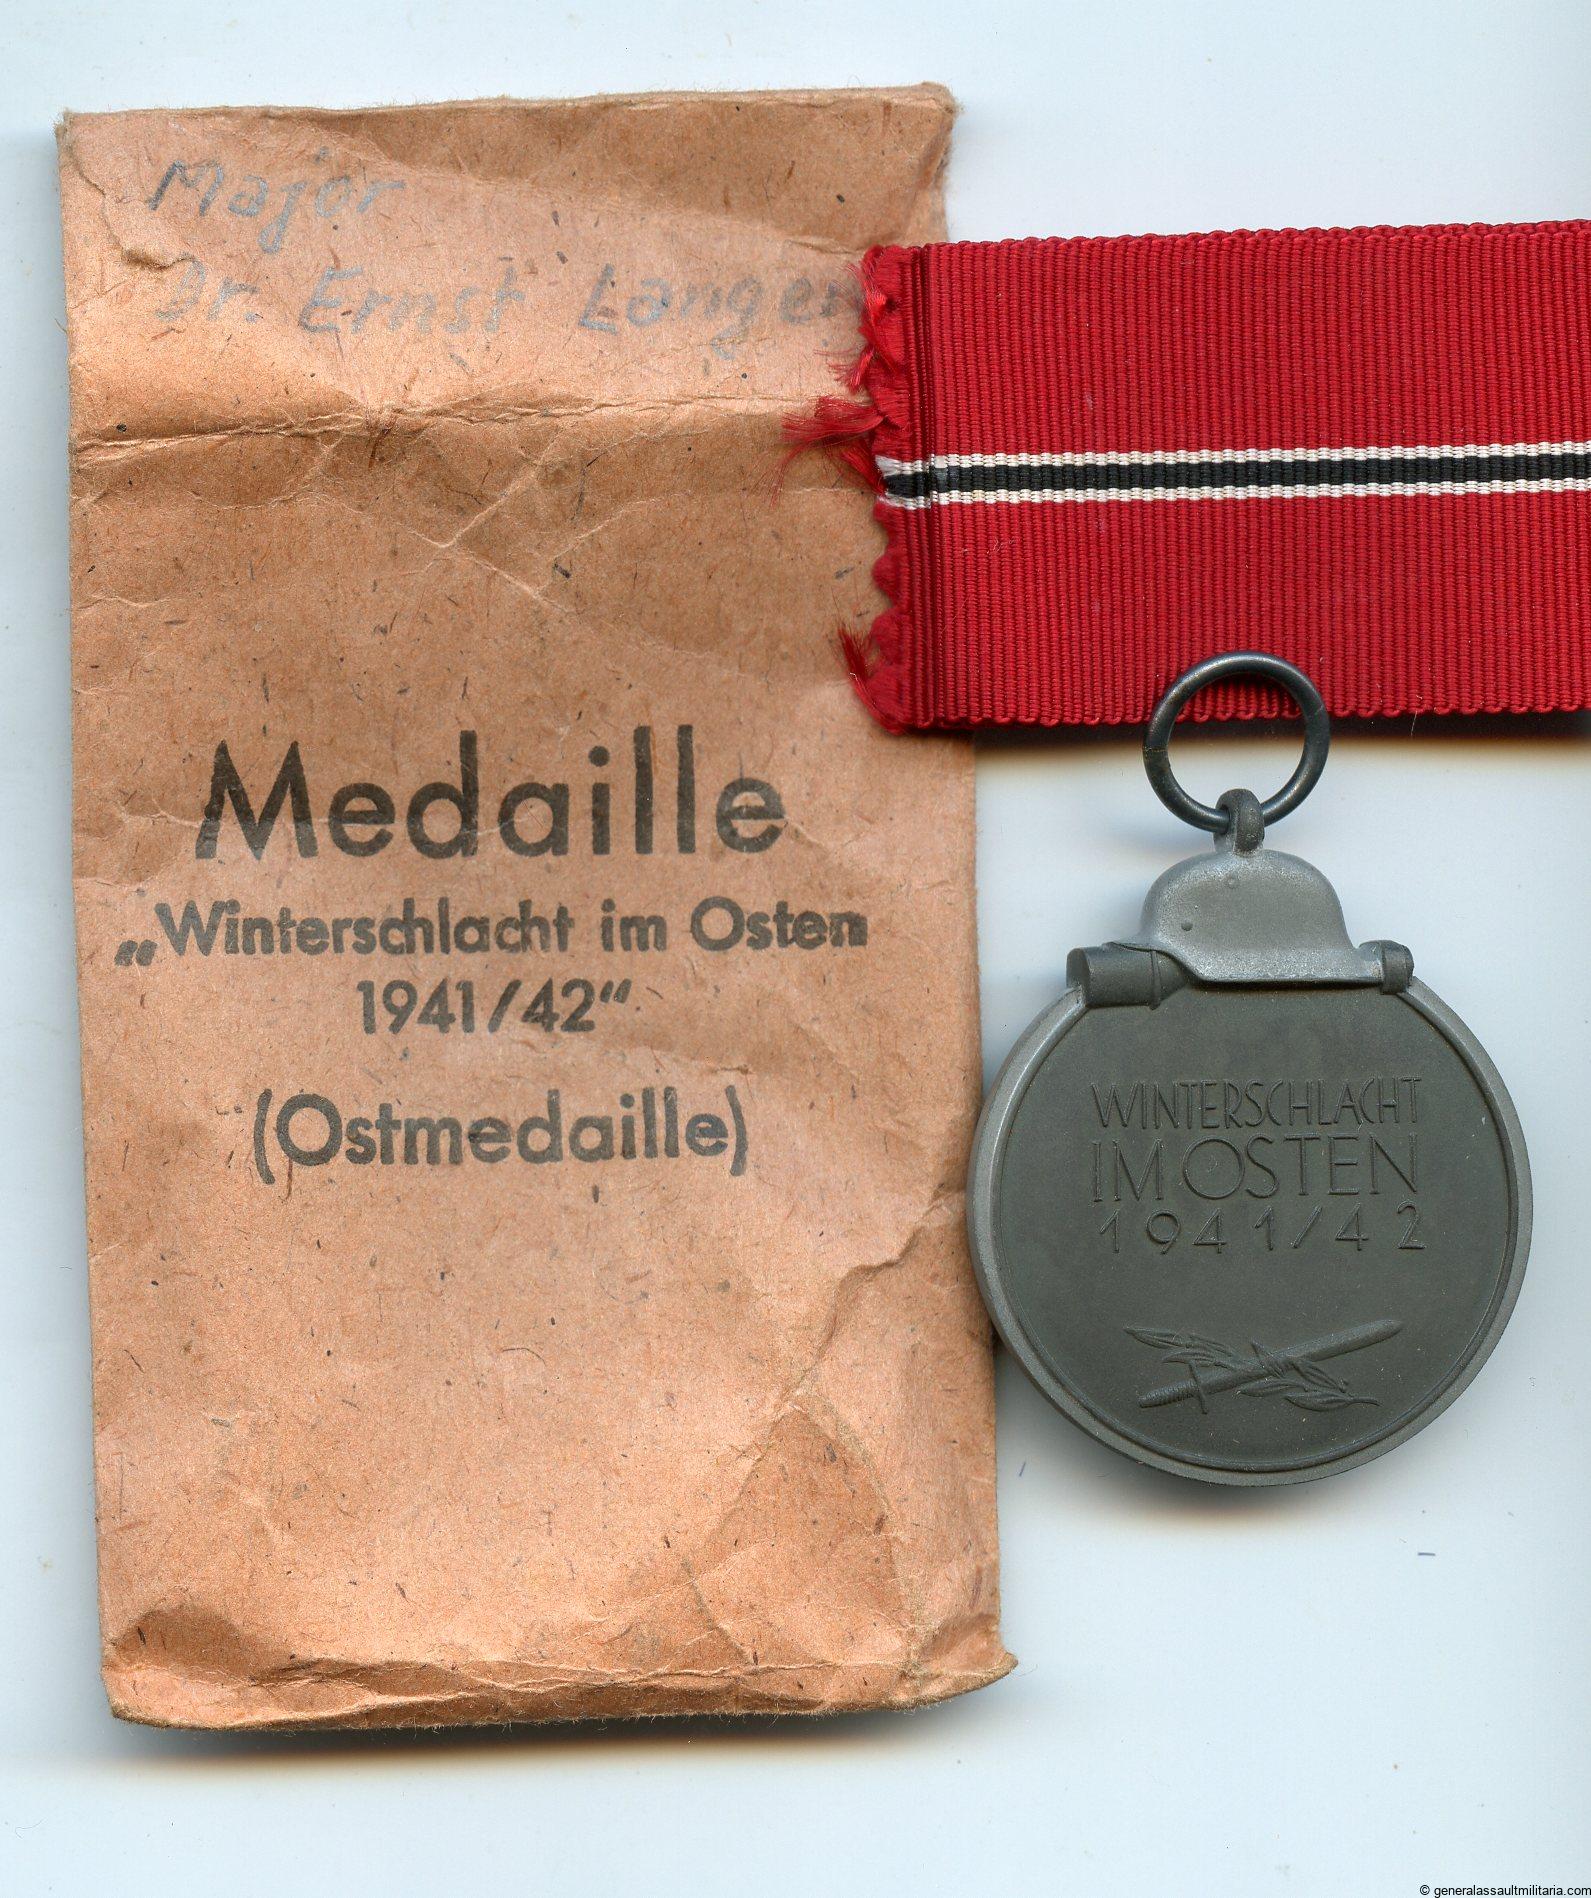 Major
Dr. Ernst Langer
Medaille
„Winterschlacht im Osten
1941/42“
(Ostmedaille)
WINTERSCHLACHT
IM OSTEN
1941/42
© generalassaultmilitaria.com